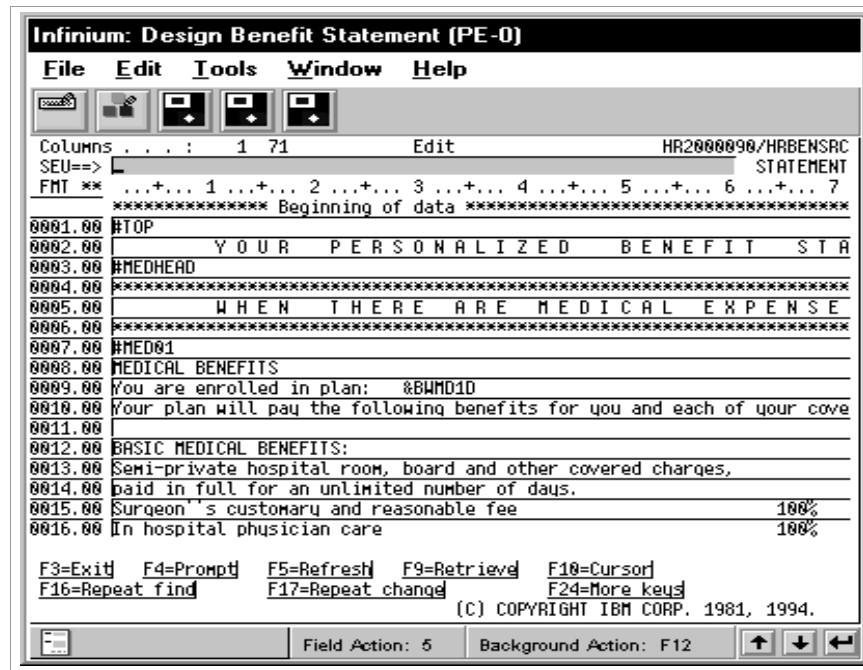 Infinium: Design Benefit Statement (PE-0)
File Edit Tools Window Help
Columns . . . : 1 71 Edit HR2000090/HRBENSRC
SEU==> STATEMENT
FMT ** ...+... 1 ...+... 2 ...+... 3 ...+... 4 ...+... 5 ...+... 6 ...+... 7
*************** Beginning of data *************************************
0001.00 #TOP
0002.00 Y O U R P E R S O N A L I Z E D B E N E F I T S T A
0003.00 #MEDHEAD
0004.00 ***********************************************************************
0005.00 W H E N T H E R E A R E M E D I C A L E X P E N S E
0006.00 ***********************************************************************
0007.00 #MED01
0008.00 MEDICAL BENEFITS
0009.00 You are enrolled in plan: &BWMD1D
0010.00 Your plan will pay the following benefits for you and each of your cove
0011.00
0012.00 BASIC MEDICAL BENEFITS:
0013.00 Semi-private hospital room, board and other covered charges,
0014.00 paid in full for an unlimited number of days.
0015.00 Surgeon''s customary and reasonable fee 100%
0016.00 In hospital physician care 100%
F3=Exit F4=Prompt F5=Refresh F9=Retrieve F10=Cursor
F16=Repeat find F17=Repeat change F24=More keys
(C) COPYRIGHT IBM CORP. 1981, 1994.
Field Action: 5 Background Action: F12